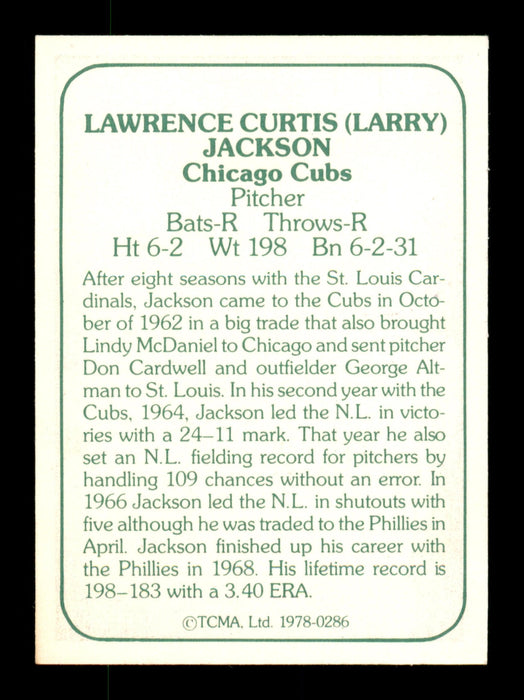 LAWRENCE CURTIS (LARRY)
JACKSON
Chicago Cubs
Pitcher
Bats-R Throws-R
Ht 6-2 Wt 198 Bn 6-2-31
After eight seasons with the St. Louis Car-
dinals, Jackson came to the Cubs in Octo-
ber of 1962 in a big trade that also brought
Lindy McDaniel to Chicago and sent pitcher
Don Cardwell and outfielder George Alt-
man to St. Louis. In his second year with the
Cubs, 1964, Jackson led the N.L. in victo-
ries with a 24–11 mark. That year he also
set an N.L. fielding record for pitchers by
handling 109 chances without an error. In
1966 Jackson led the N.L. in shutouts with
five although he was traded to the Phillies in
April. Jackson finished up his career with
the Phillies in 1968. His lifetime record is
198–183 with a 3.40 ERA.
©TCMA, Ltd. 1978-0286